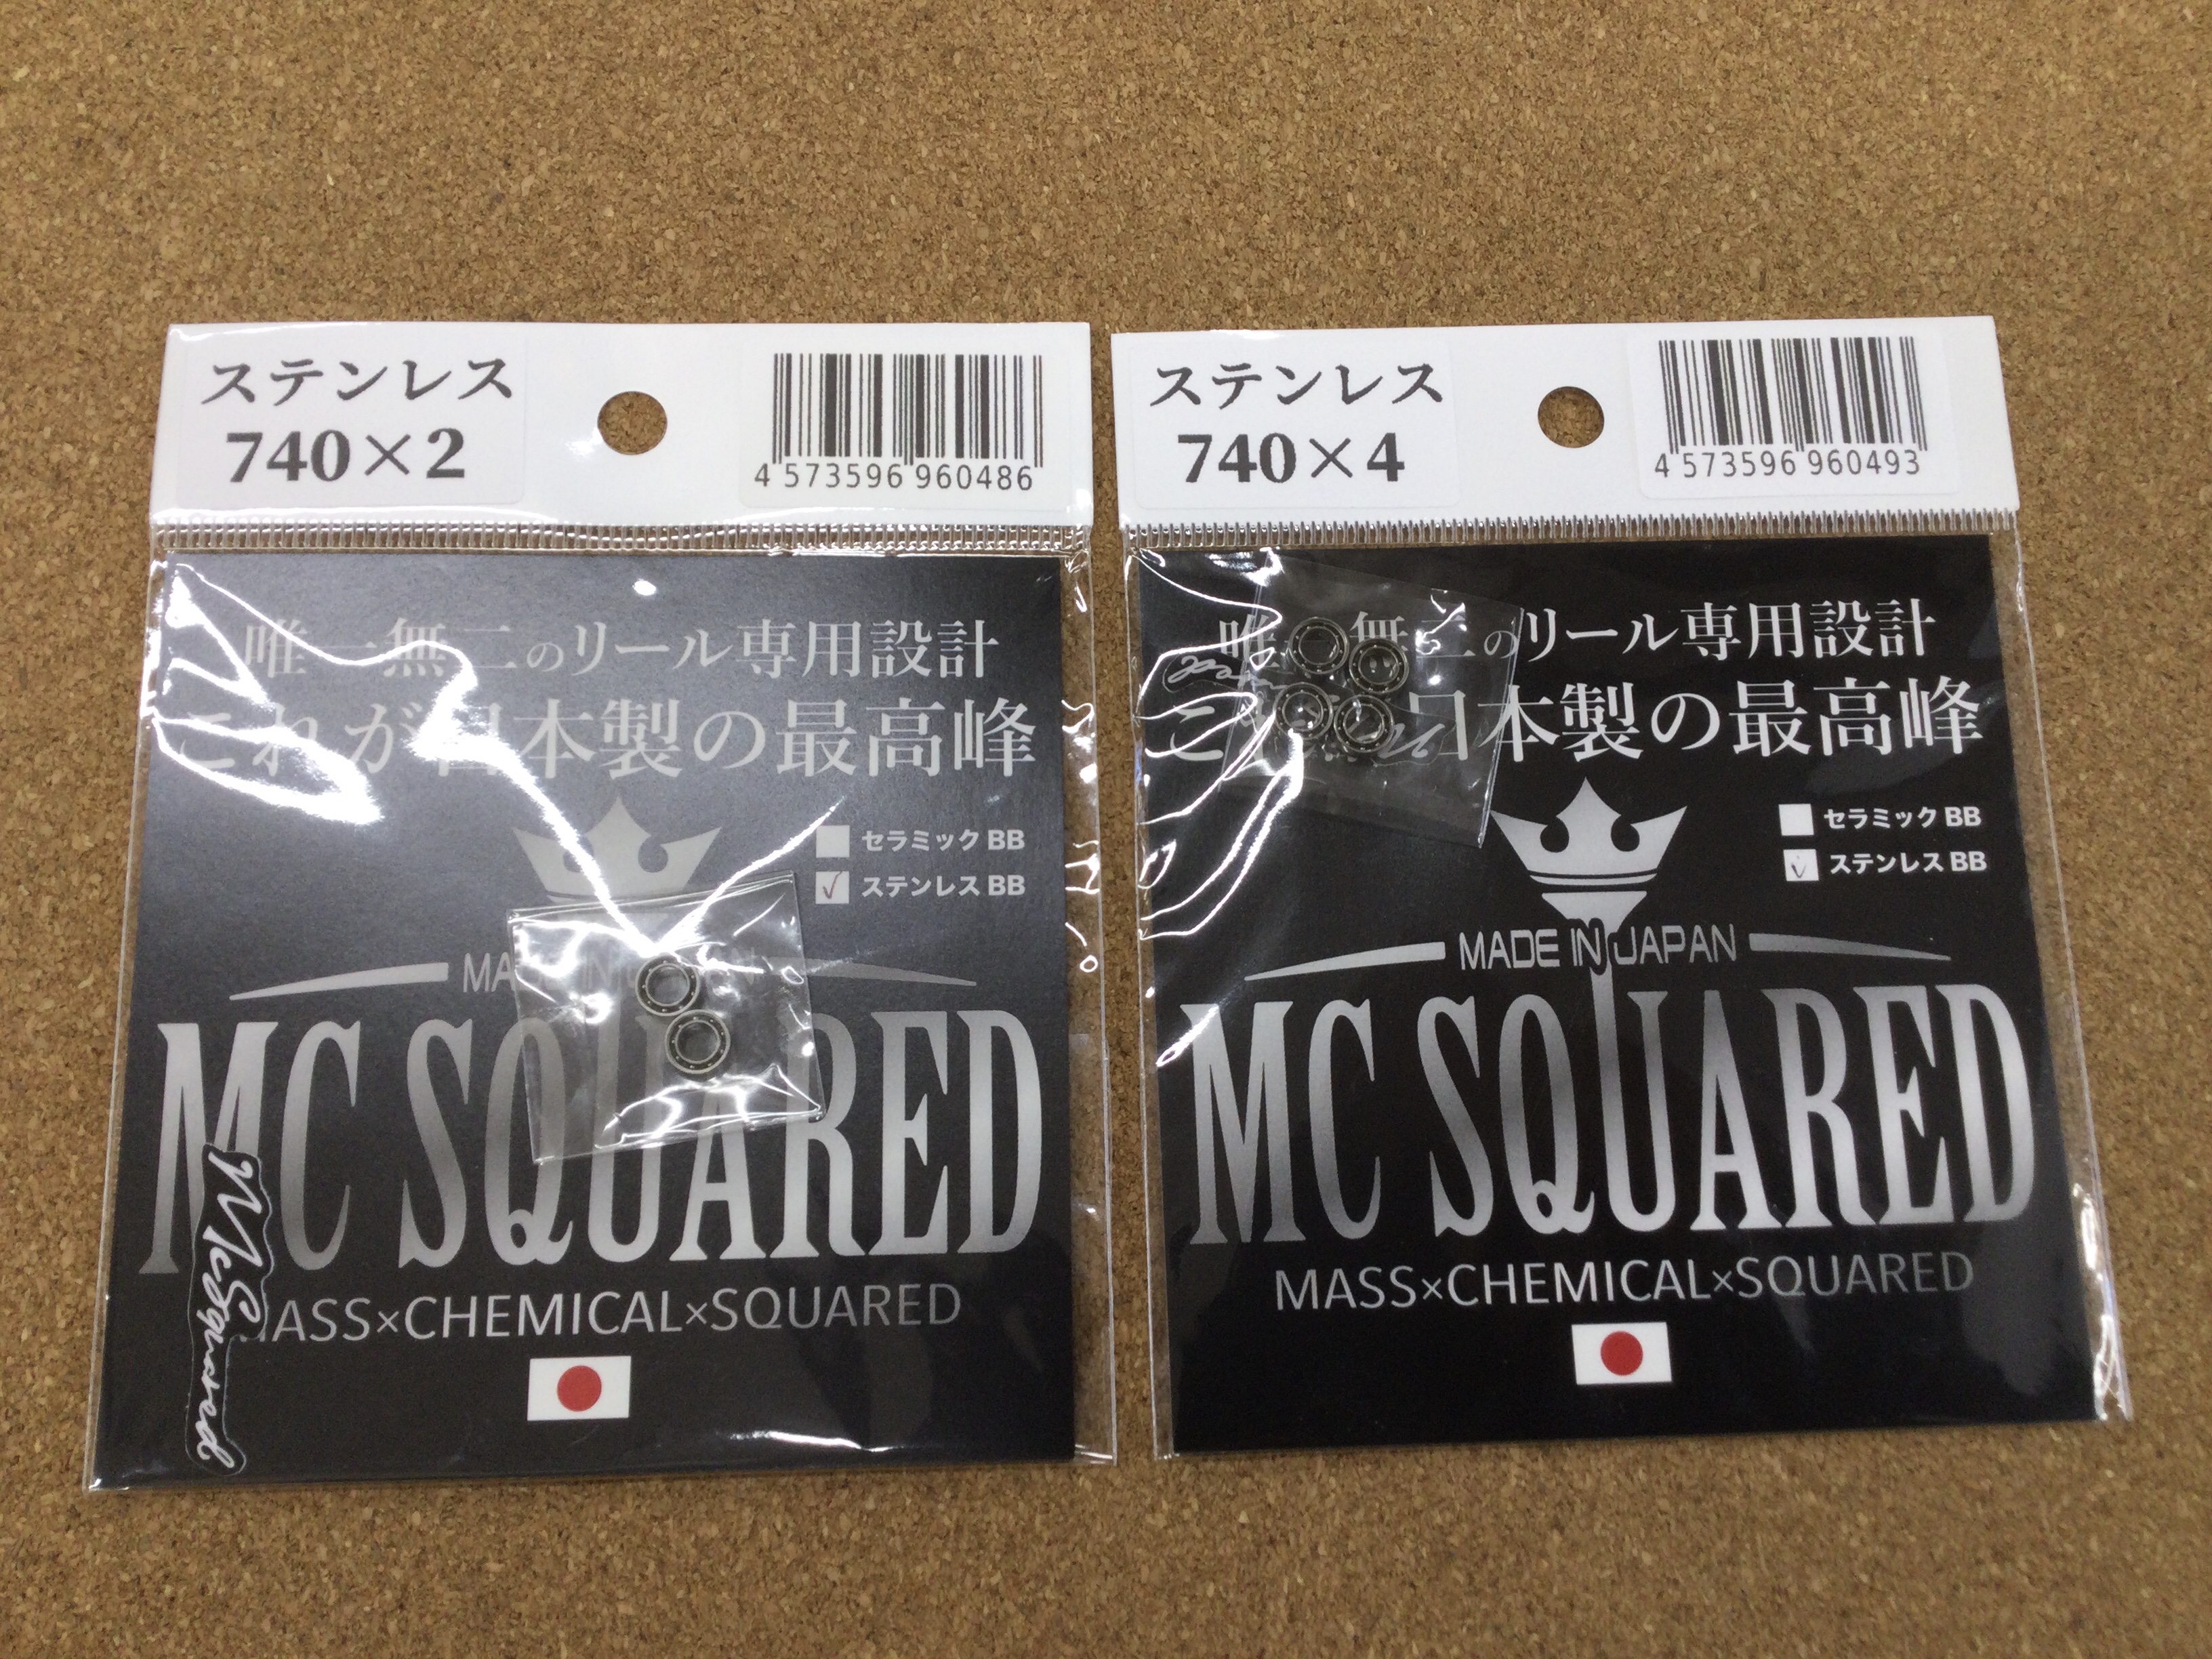 ステンレス
740×2
4 573596 960486
唯一無二のリール専用設計
これが日本製の最高峰
セラミックBB
ステンレスBB
MC SQUARED
MASS×CHEMICAL×SQUARED
McSquared
ステンレス
740×4
4 573596 960493
無二のリール専用設計
日本製の最高峰
セラミックBB
ステンレスBB
MADE IN JAPAN
MC SQUARED
MASS×CHEMICAL×SQUARED